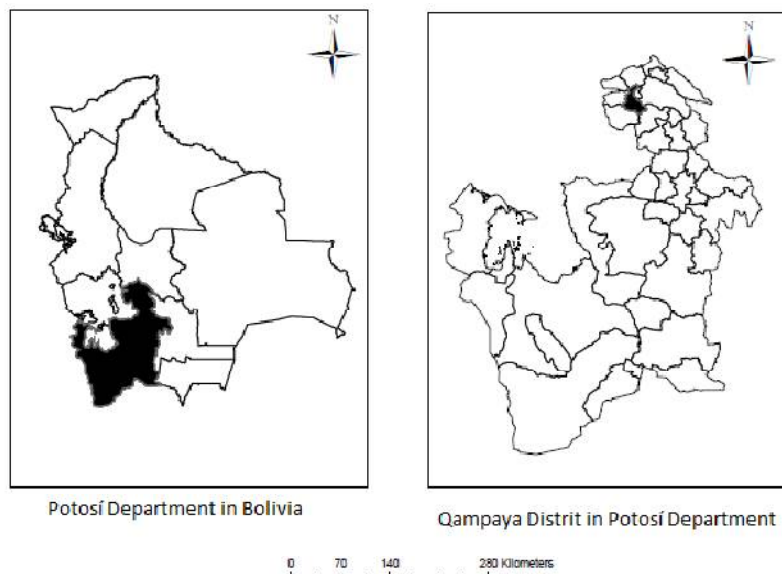 N
N
Potosí Department in Bolivia
Qampaya Distrit in Potosí Department
0 70 140 280 Kilometers